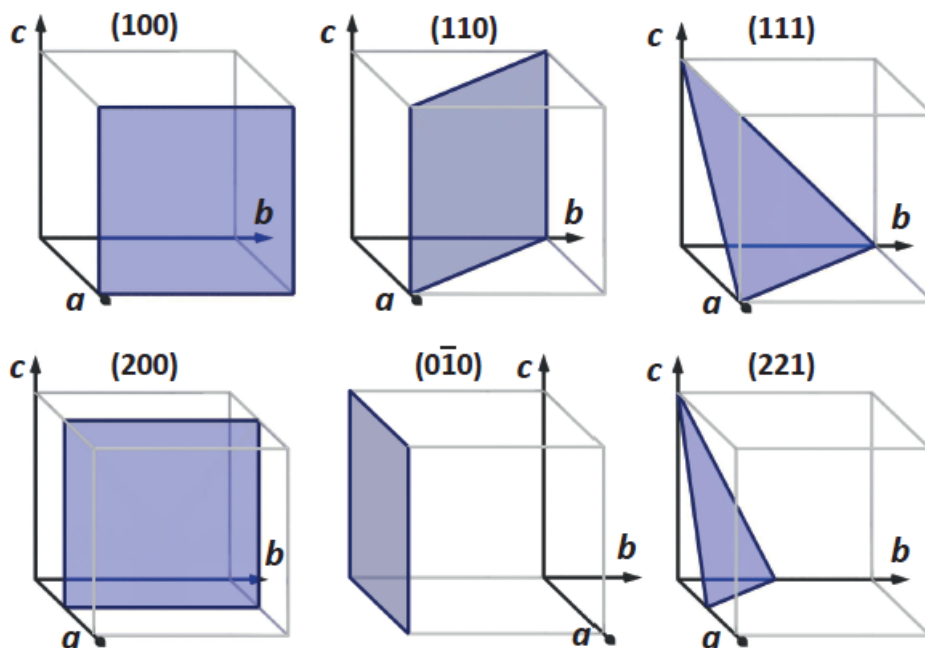 c (100) b a
c (110) b a
c (111) b a
c (200) b a
c (01̅0) b a
c (221) b a